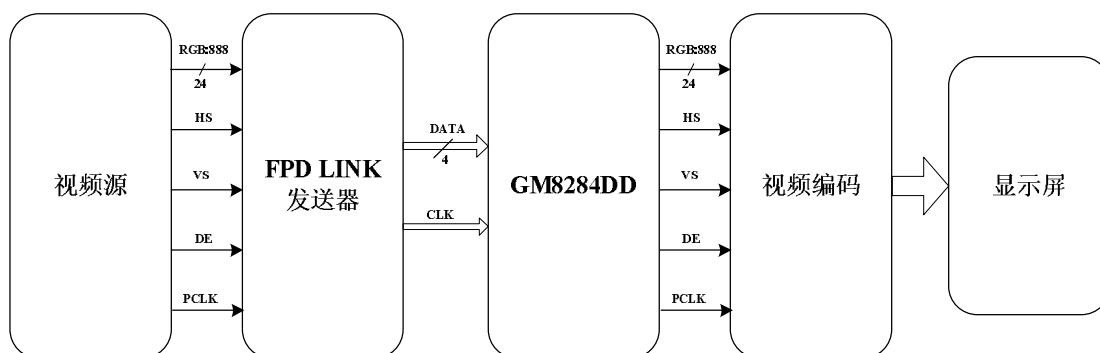 视频源
RGB:888
24
HS
VS
DE
PCLK
FPD LINK
发送器
DATA
4
CLK
GM8284DD
RGB:888
24
HS
VS
DE
PCLK
视频编码
显示屏